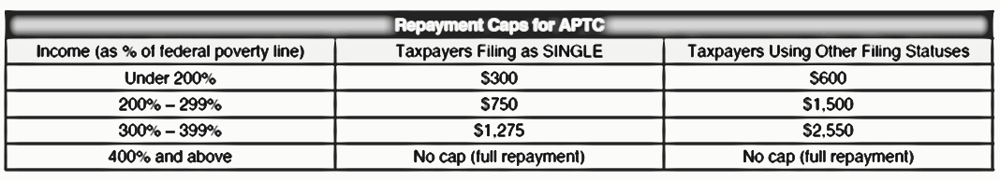 Repayment Caps for APTC
Income (as % of federal poverty line) Taxpayers Filing as SINGLE Taxpayers Using Other Filing Statuses
Under 200% $300 $600
200% – 299% $750 $1,500
300% – 399% $1,275 $2,550
400% and above No cap (full repayment) No cap (full repayment)